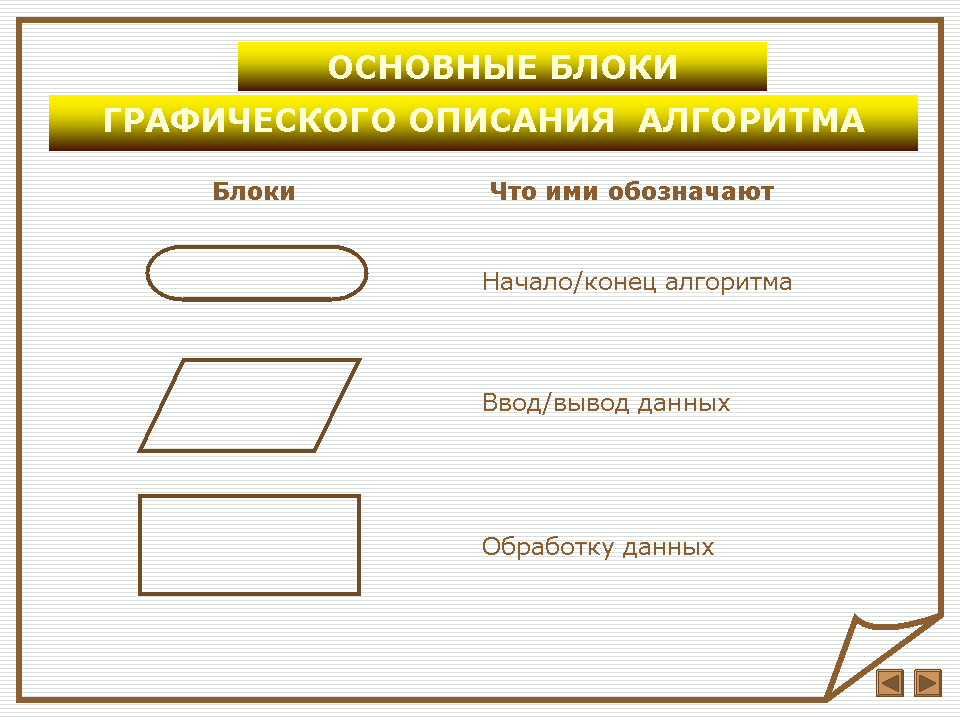 ОСНОВНЫЕ БЛОКИ
ГРАФИЧЕСКОГО ОПИСАНИЯ АЛГОРИТМА
Блоки Что ими обозначают
Начало/конец алгоритма
Ввод/вывод данных
Обработку данных